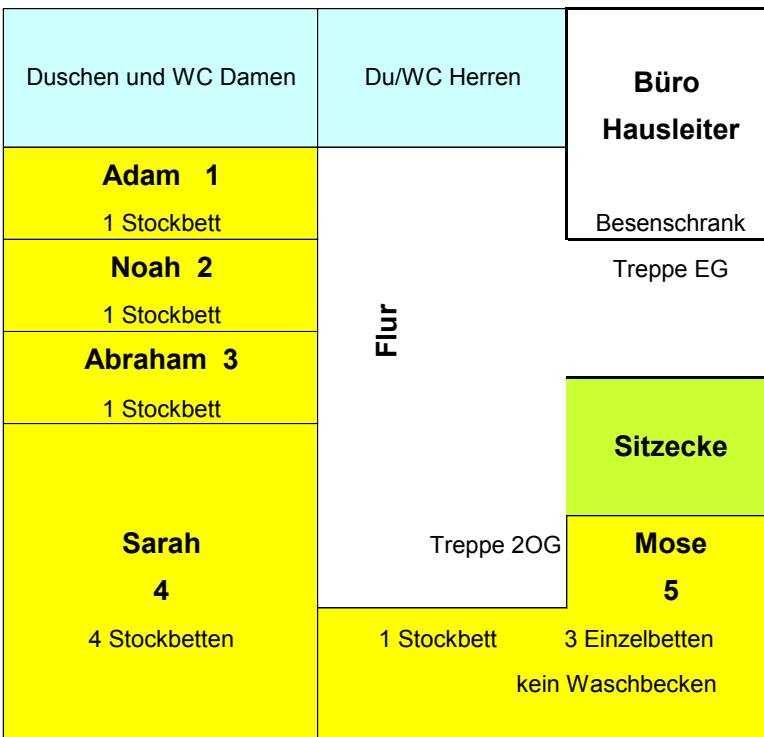 Duschen und WC Damen
Du/WC Herren
Büro
Hausleiter
Besenschrank
Adam 1
1 Stockbett
Noah 2
1 Stockbett
Treppe EG
Abraham 3
1 Stockbett
Flur
Sitzecke
Sarah
4
4 Stockbetten
Treppe 2OG
Mose
5
1 Stockbett 3 Einzelbetten
kein Waschbecken